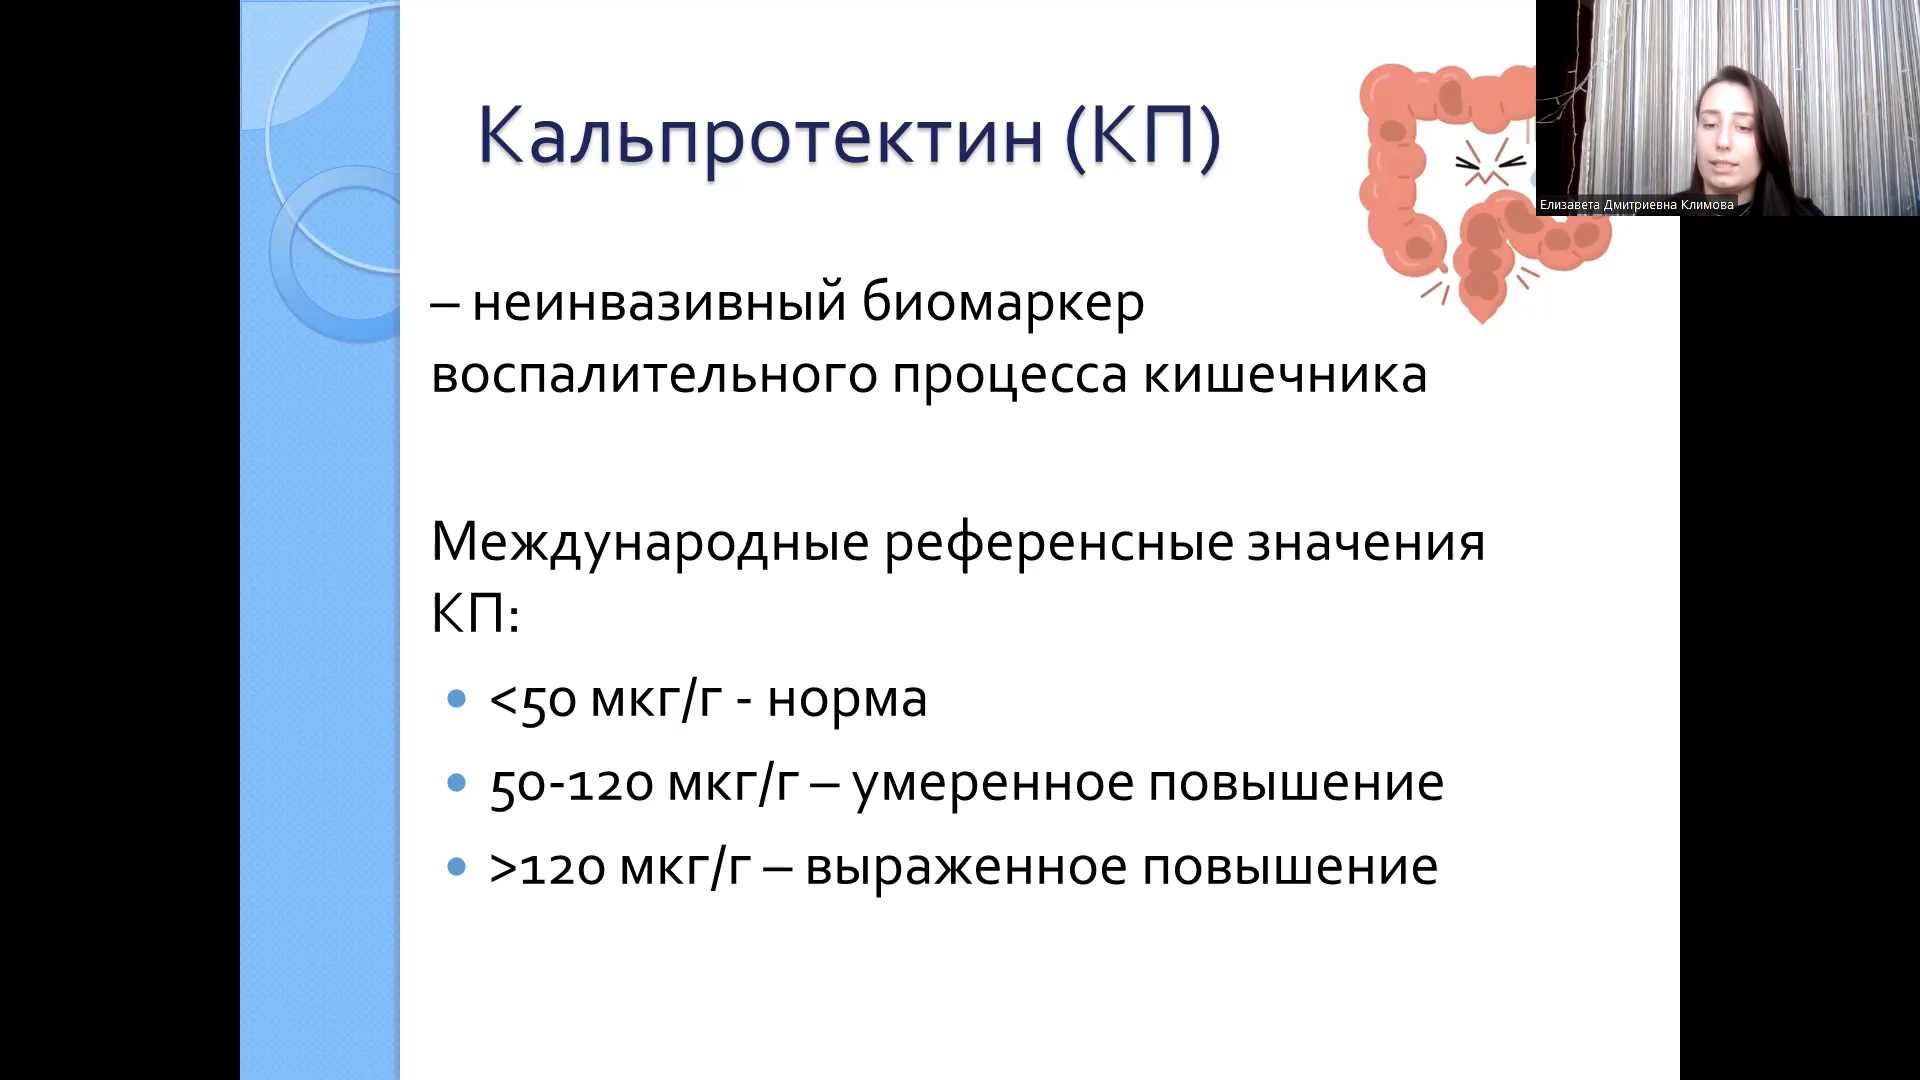 Кальпротектин (КП)
Елизавета Дмитриевна Климова
– неинвазивный биомаркер
воспалительного процесса кишечника
Международные референсные значения
КП:
• <50 мкг/г - норма
• 50-120 мкг/г – умеренное повышение
• >120 мкг/г – выраженное повышение